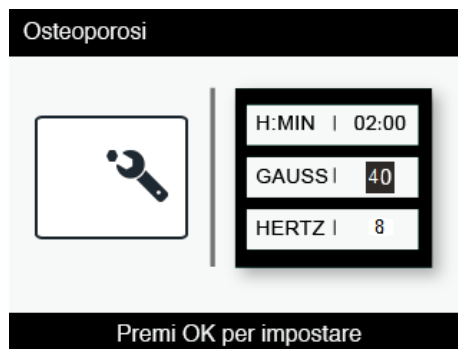 Osteoporosi
H:MIN | 02:00
GAUSS | 40
HERTZ | 8
Premi OK per impostare